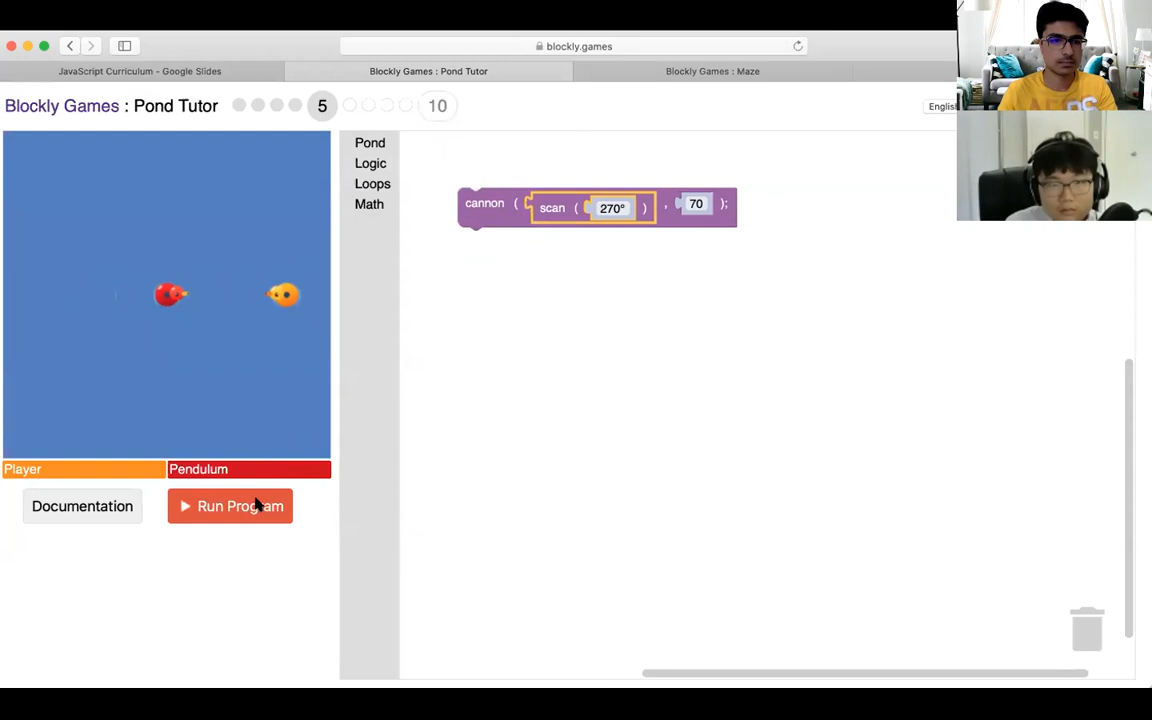 blockly.games
JavaScript Curriculum - Google Slides
Blockly Games : Pond Tutor
Blockly Games : Maze
Blockly Games : Pond Tutor
5
10
English
Pond
Logic
Loops
Math
cannon ( scan ( 270° ) , 70 );
Player
Pendulum
Documentation
Run Program